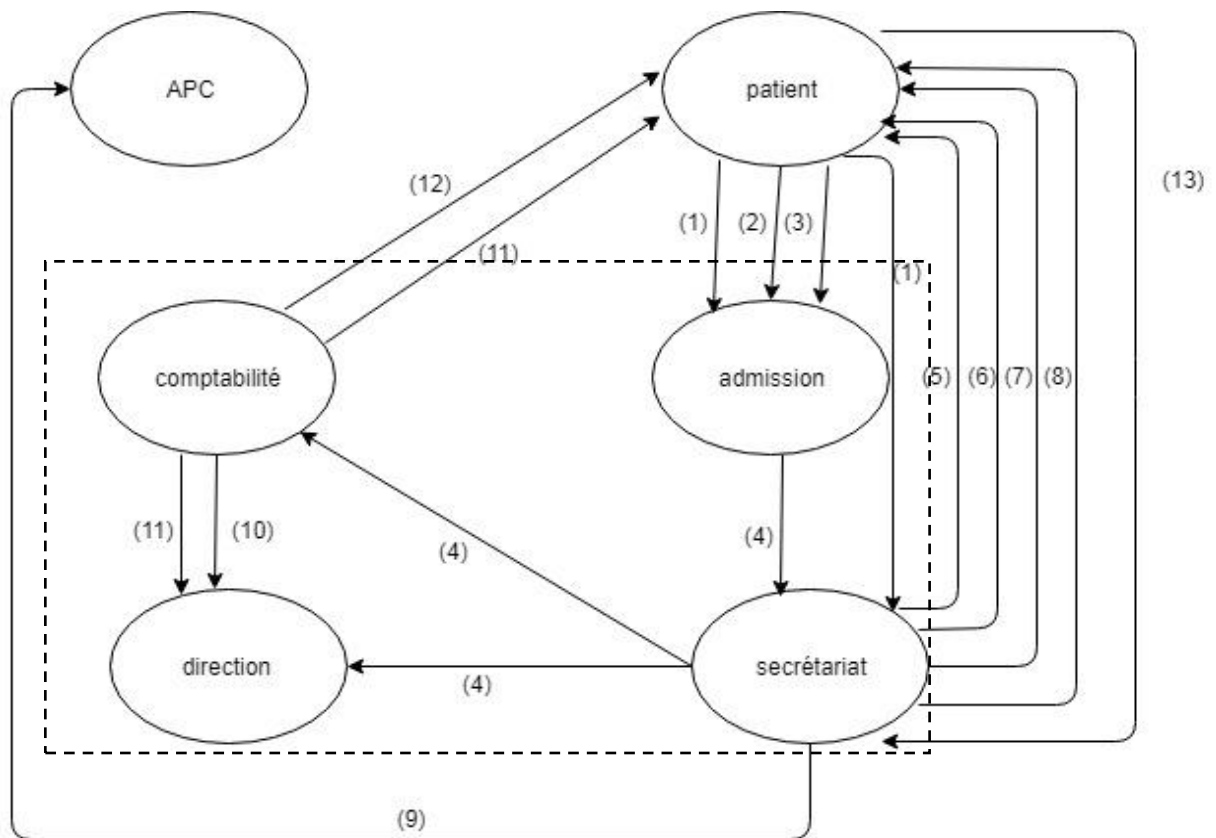 APC
patient
(12)
(13)
(1)
(2)
(3)
(11)
(1)
comptabilité
admission
(5)
(6)
(7)
(8)
(11)
(10)
(4)
(4)
direction
secrétariat
(4)
(9)